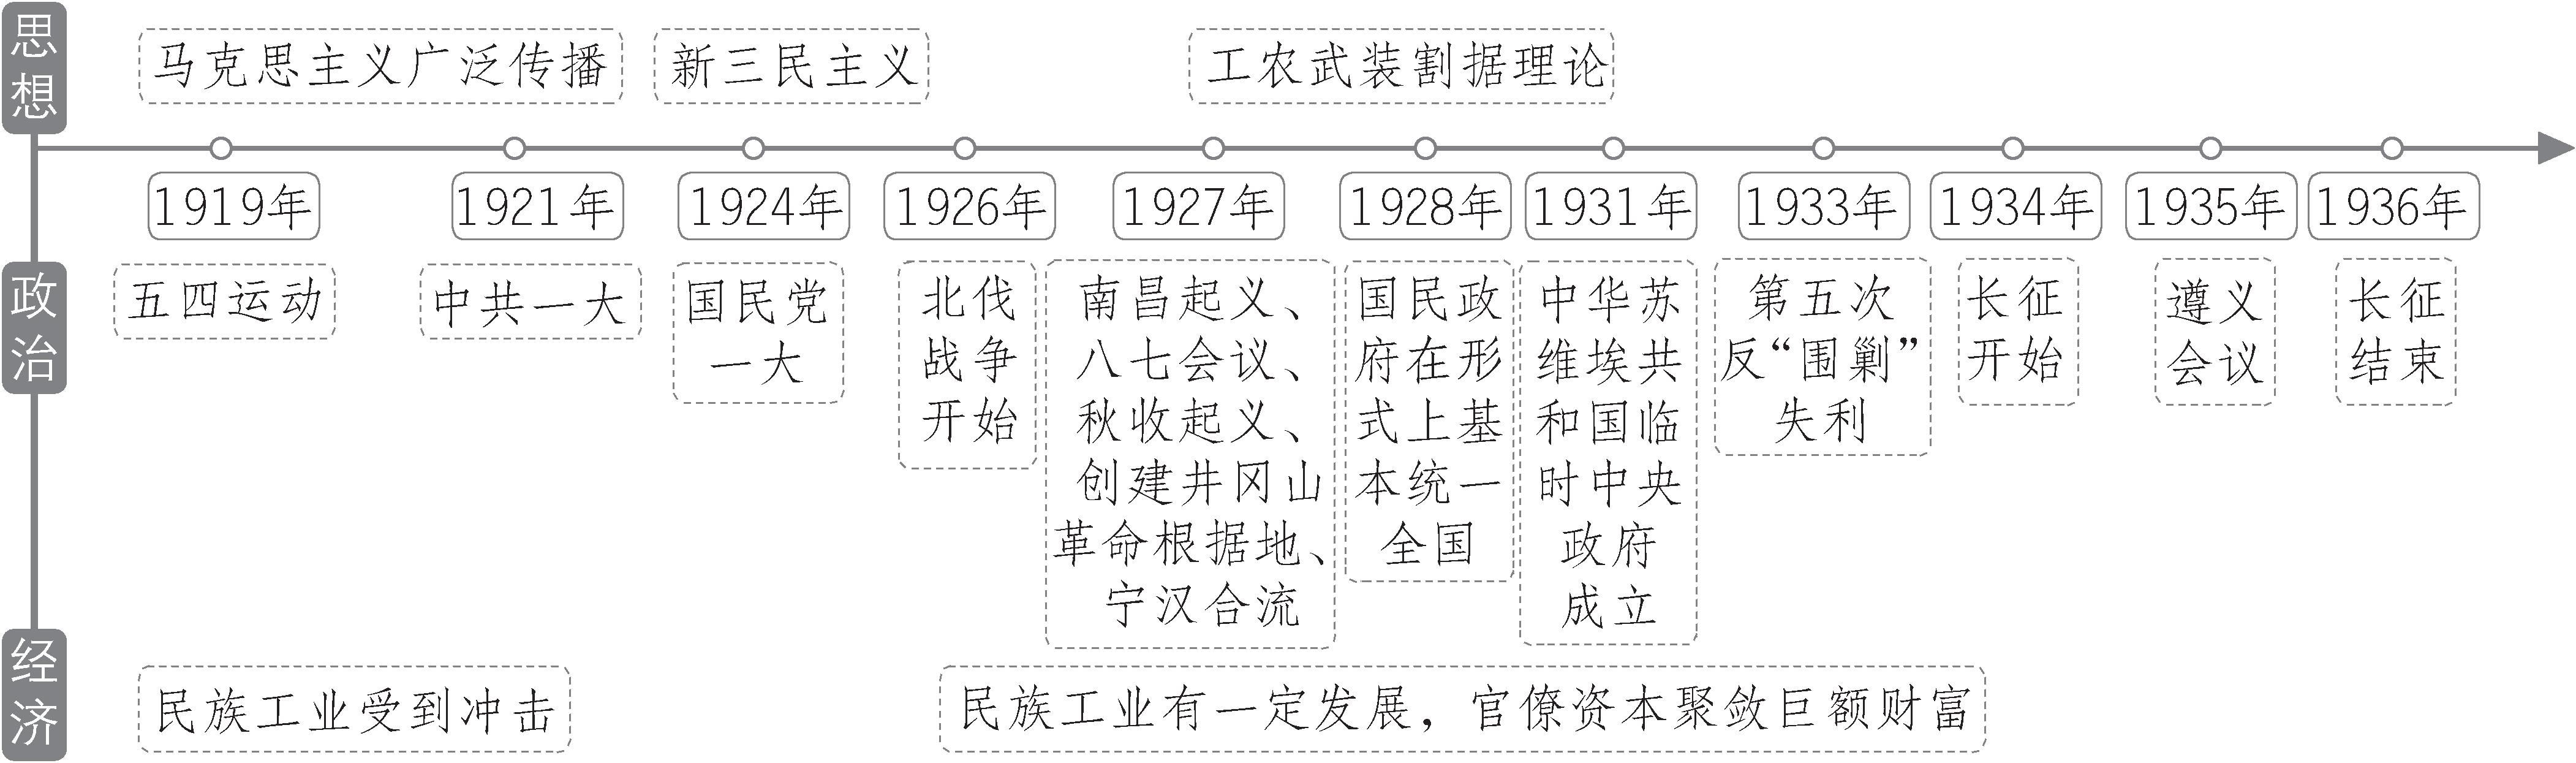 思想
马克思主义广泛传播
新三民主义
工农武装割据理论
1919年
1921年
1924年
1926年
1927年
1928年
1931年
1933年
1934年
1935年
1936年
政治
五四运动
中共一大
国民党
一大
北伐
战争
开始
南昌起义、
八七会议、
秋收起义、
创建井冈山
革命根据地、
宁汉合流
国民政
府在形
式上基
本统一
全国
中华苏
维埃共
和国临
时中央
政府
成立
第五次
反“围剿”
失利
长征
开始
遵义
会议
长征
结束
经济
民族工业受到冲击
民族工业有一定发展，官僚资本聚敛巨额财富